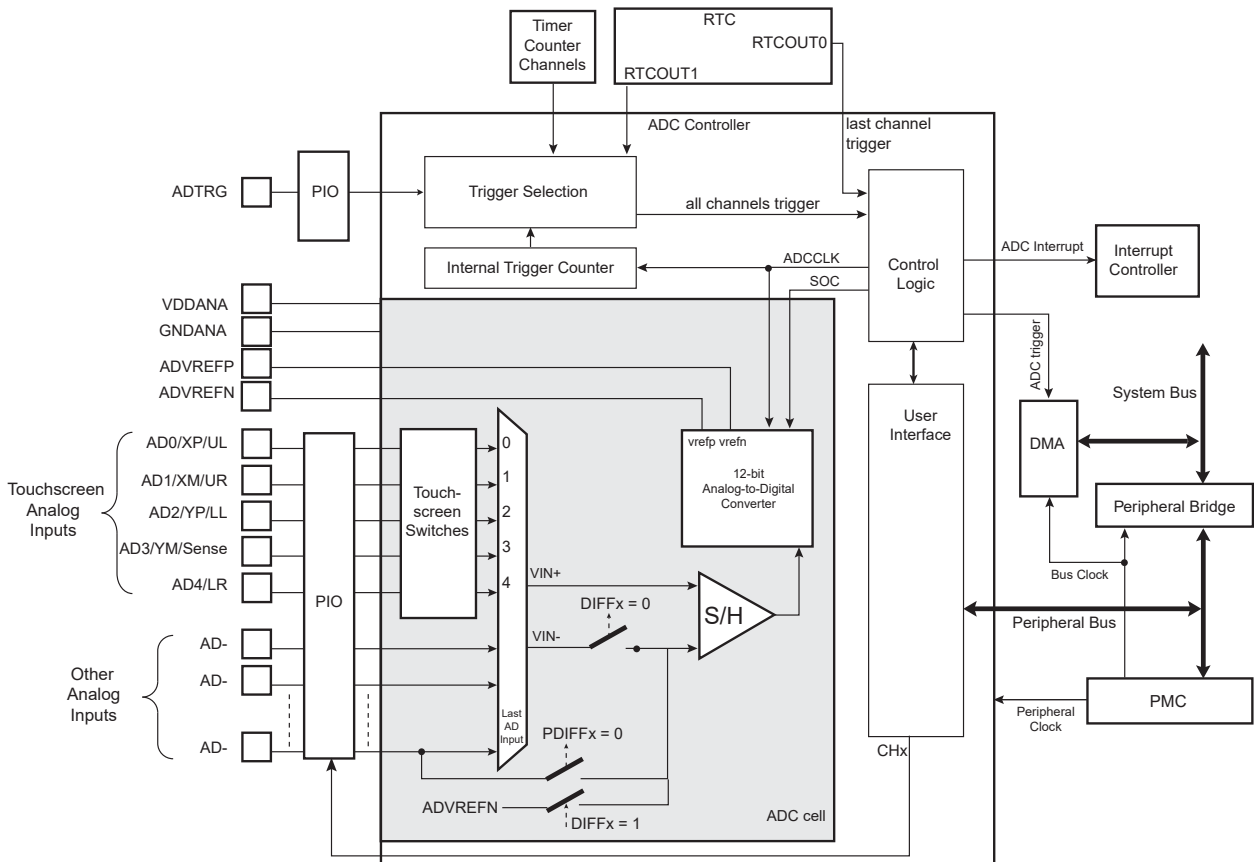 Timer
Counter
Channels
RTC
RTCOUT0
RTCOUT1
ADC Controller
last channel
trigger
ADTRG
PIO
Trigger Selection
all channels trigger
Internal Trigger Counter
ADCCLK
SOC
Control
Logic
ADC Interrupt
Interrupt
Controller
VDDANA
GNDANA
ADVREFP
ADVREFN
ADC trigger
System Bus
User
Interface
DMA
Peripheral Bridge
Bus Clock
Peripheral Bus
PMC
Peripheral
Clock
Touchscreen
Analog
Inputs
AD0/XP/UL
AD1/XM/UR
AD2/YP/LL
AD3/YM/Sense
AD4/LR
PIO
Touch-
screen
Switches
0
1
2
3
4
vrefp vrefn
12-bit
Analog-to-Digital
Converter
VIN+
VIN-
DIFFx = 0
S/H
Other
Analog
Inputs
AD-
AD-
AD-
Last
AD
Input
PDIFFx = 0
ADVREFN
DIFFx = 1
ADC cell
CHx